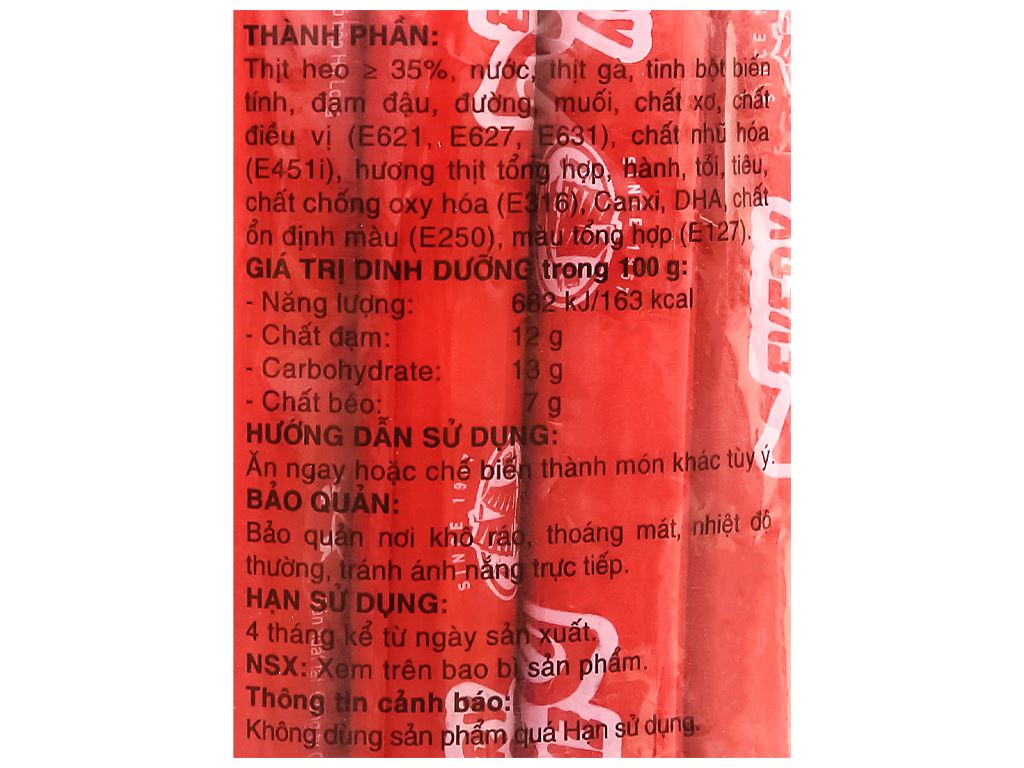 THÀNH PHẦN:
Thịt heo ≥ 35%, nước, thịt gà, tinh bột biến
tính, đạm đậu, đường, muối, chất xơ, chất
điều vị (E621, E627, E631), chất nhũ hóa
(E451i), hương thịt tổng hợp, hành, tỏi, tiêu,
chất chống oxy hóa (E316), Canxi, DHA, chất
ổn định màu (E250), màu tổng hợp (E127).
GIÁ TRỊ DINH DƯỠNG trong 100 g:
- Năng lượng: 682 kJ/163 kcal
- Chất đạm: 12 g
- Carbohydrate: 13 g
- Chất béo: 7 g
HƯỚNG DẪN SỬ DỤNG:
Ăn ngay hoặc chế biến thành món khác tùy ý.
BẢO QUẢN:
Bảo quản nơi khô ráo, thoáng mát, nhiệt độ
thường, tránh ánh nắng trực tiếp.
HẠN SỬ DỤNG:
4 tháng kể từ ngày sản xuất.
NSX: Xem trên bao bì sản phẩm.
Thông tin cảnh báo:
Không dùng sản phẩm quá Hạn sử dụng.
SINCE 1957